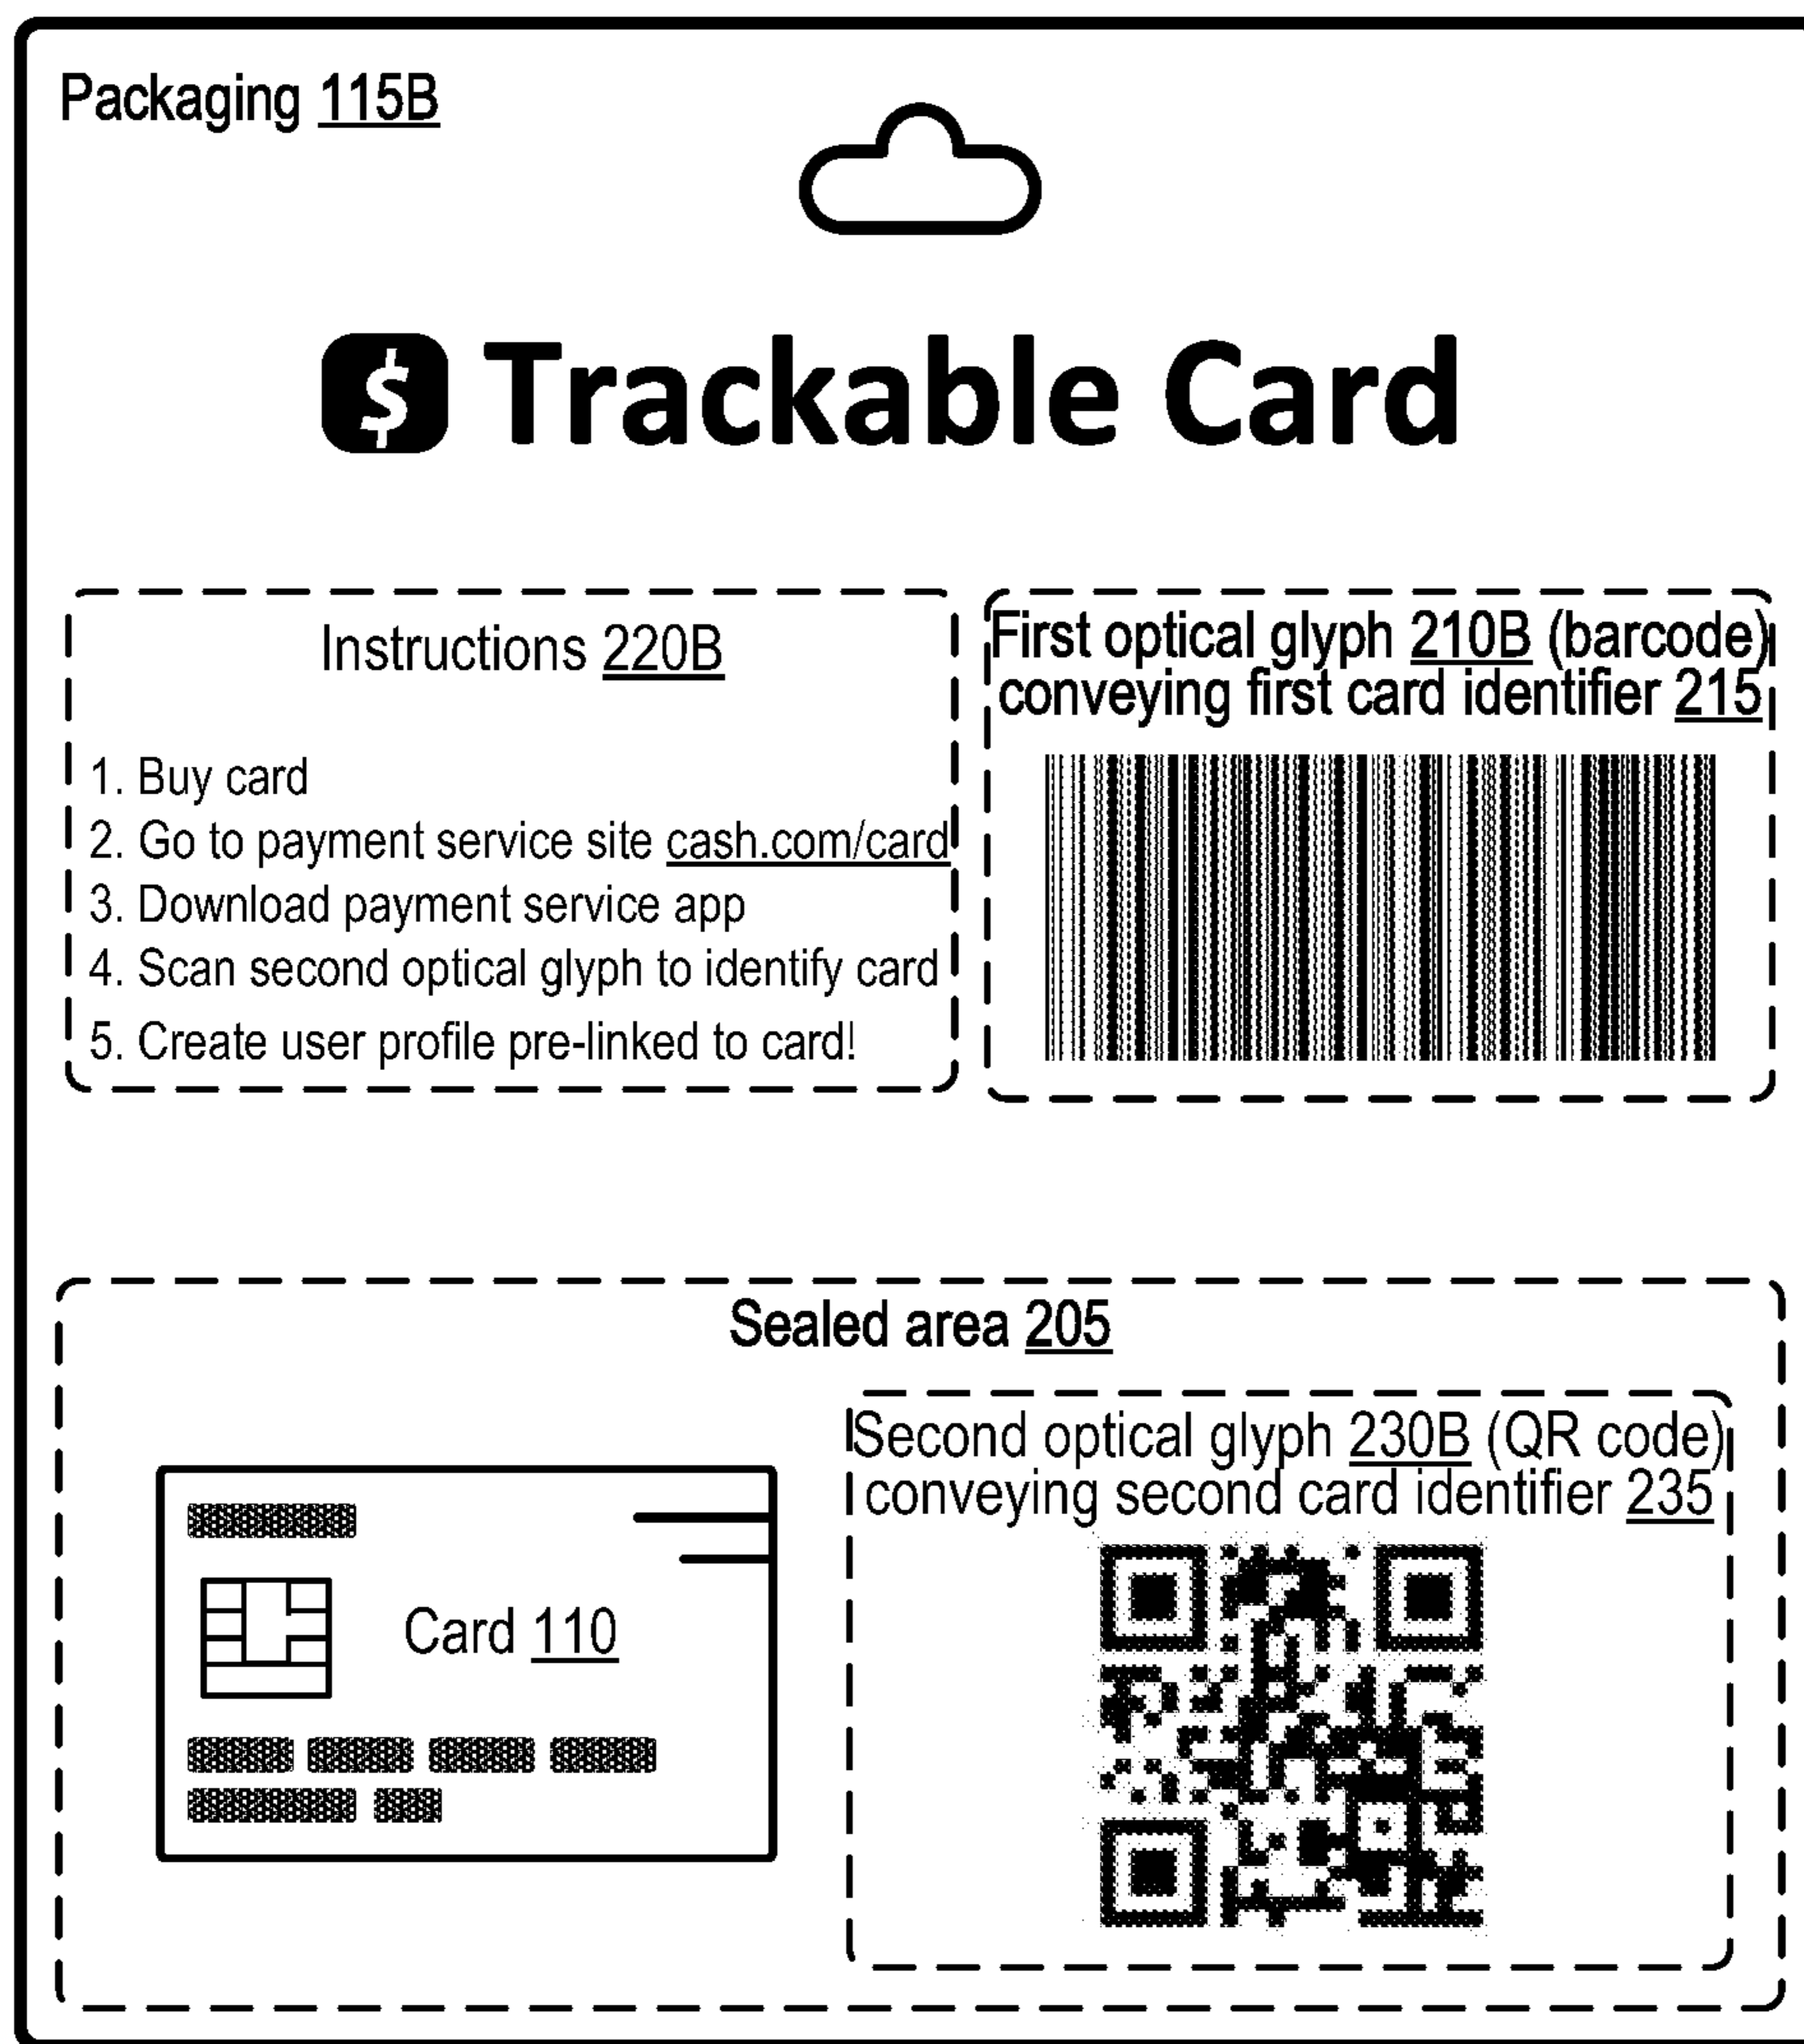 Packaging 115B
$ Trackable Card
Instructions 220B
1. Buy card
2. Go to payment service site cash.com/card
3. Download payment service app
4. Scan second optical glyph to identify card
5. Create user profile pre-linked to card!
First optical glyph 210B (barcode)
conveying first card identifier 215
Sealed area 205
Card 110
Second optical glyph 230B (QR code)
conveying second card identifier 235